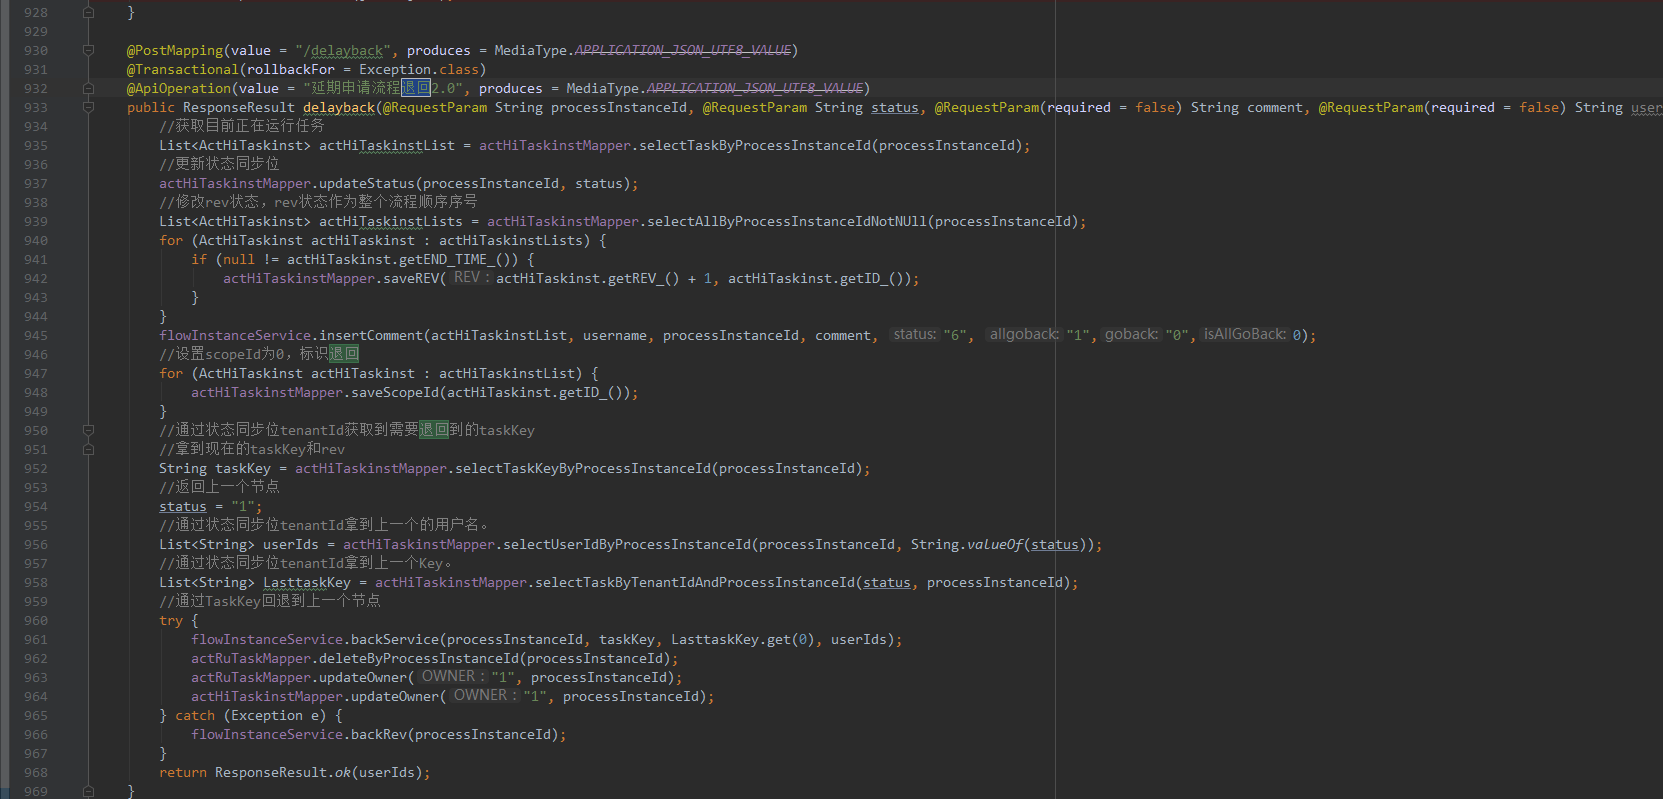 928 }
929
930 @PostMapping(value = "/delayback", produces = MediaType.APPLICATION_JSON_UTF8_VALUE)
931 @Transactional(rollbackFor = Exception.class)
932 @ApiOperation(value = "延期申请流程退回2.0", produces = MediaType.APPLICATION_JSON_UTF8_VALUE)
933 public ResponseResult delayback(@RequestParam String processInstanceId, @RequestParam String status, @RequestParam(required = false) String comment, @RequestParam(required = false) String user
934 //获取目前正在运行任务
935 List<ActHiTaskinst> actHiTaskinstList = actHiTaskinstMapper.selectTaskByProcessInstanceId(processInstanceId);
936 //更新状态同步位
937 actHiTaskinstMapper.updateStatus(processInstanceId, status);
938 //修改rev状态，rev状态作为整个流程顺序序号
939 List<ActHiTaskinst> actHiTaskinstLists = actHiTaskinstMapper.selectAllByProcessInstanceIdNotNUll(processInstanceId);
940 for (ActHiTaskinst actHiTaskinst : actHiTaskinstLists) {
941 if (null != actHiTaskinst.getEND_TIME_()) {
942 actHiTaskinstMapper.saveREV( REV: actHiTaskinst.getREV_() + 1, actHiTaskinst.getID_());
943 }
944 }
945 flowInstanceService.insertComment(actHiTaskinstList, username, processInstanceId, comment, status: "6", allgoback: "1", goback: "0", isAllGoBack: 0);
946 //设置scopeId为0，标识退回
947 for (ActHiTaskinst actHiTaskinst : actHiTaskinstList) {
948 actHiTaskinstMapper.saveScopeId(actHiTaskinst.getID_());
949 }
950 //通过状态同步位tenantId获取到需要退回到的taskKey
951 //拿到现在的taskKey和rev
952 String taskKey = actHiTaskinstMapper.selectTaskKeyByProcessInstanceId(processInstanceId);
953 //返回上一个节点
954 status = "1";
955 //通过状态同步位tenantId拿到上一个的用户名。
956 List<String> userIds = actHiTaskinstMapper.selectUserIdByProcessInstanceId(processInstanceId, String.valueOf(status));
957 //通过状态同步位tenantId拿到上一个Key。
958 List<String> LasttaskKey = actHiTaskinstMapper.selectTaskByTenantIdAndProcessInstanceId(status, processInstanceId);
959 //通过TaskKey回退到上一个节点
960 try {
961 flowInstanceService.backService(processInstanceId, taskKey, LasttaskKey.get(0), userIds);
962 actRuTaskMapper.deleteByProcessInstanceId(processInstanceId);
963 actRuTaskMapper.updateOwner( OWNER: "1", processInstanceId);
964 actHiTaskinstMapper.updateOwner( OWNER: "1", processInstanceId);
965 } catch (Exception e) {
966 flowInstanceService.backRev(processInstanceId);
967 }
968 return ResponseResult.ok(userIds);
969 }